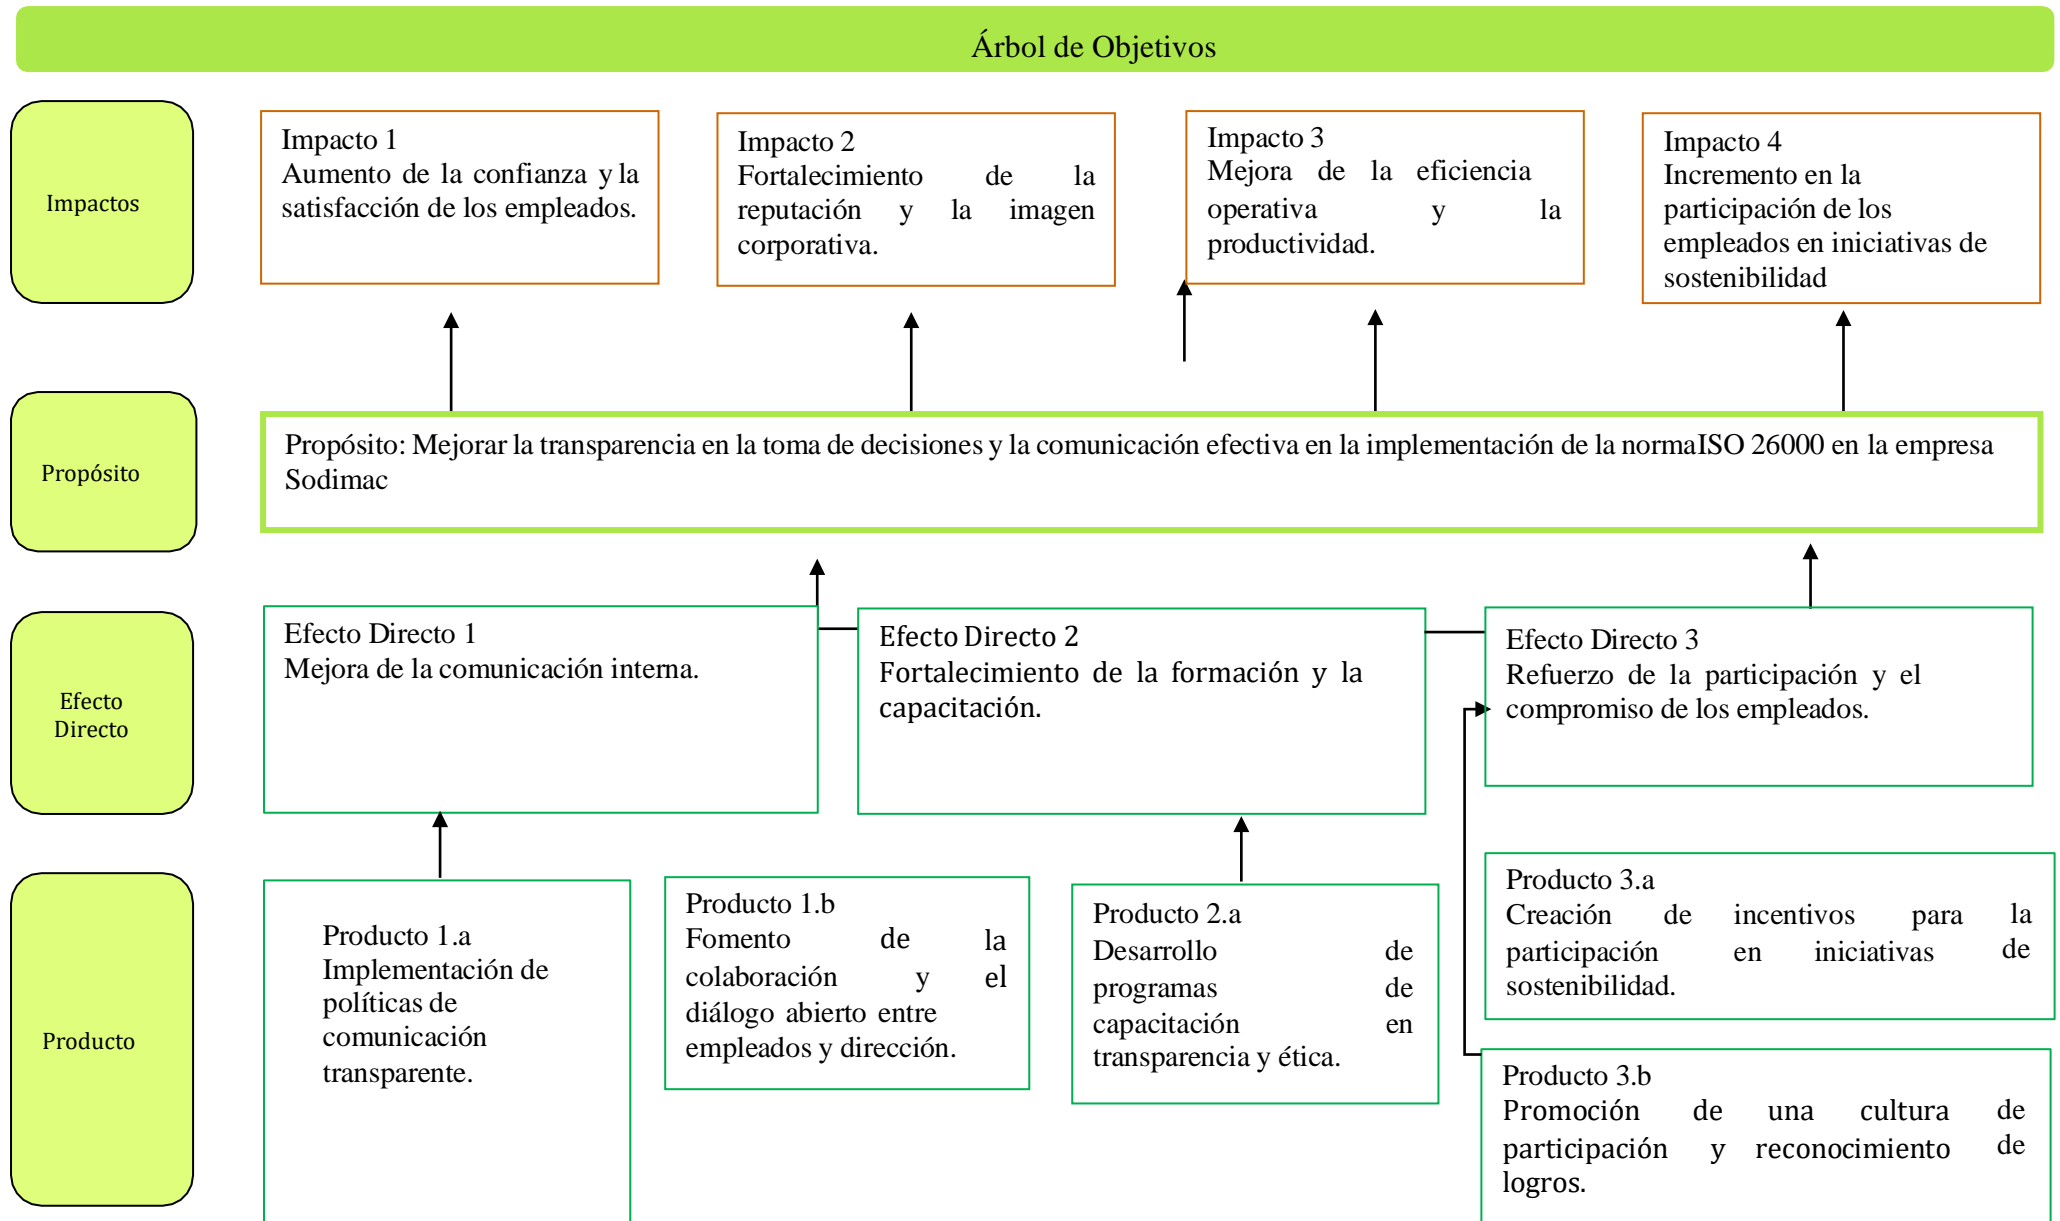 Árbol de Objetivos
Impactos
Impacto 1
Aumento de la confianza y la
satisfacción de los empleados.
Impacto 2
Fortalecimiento de la
reputación y la imagen
corporativa.
Impacto 3
Mejora de la eficiencia
operativa y la
productividad.
Impacto 4
Incremento en la
participación de los
empleados en iniciativas de
sostenibilidad
Propósito
Propósito: Mejorar la transparencia en la toma de decisiones y la comunicación efectiva en la implementación de la normaISO 26000 en la empresa
Sodimac
Efecto
Directo
Efecto Directo 1
Mejora de la comunicación interna.
Efecto Directo 2
Fortalecimiento de la formación y la
capacitación.
Efecto Directo 3
Refuerzo de la participación y el
compromiso de los empleados.
Producto
Producto 1.a
Implementación de
políticas de
comunicación
transparente.
Producto 1.b
Fomento de la
colaboración y el
diálogo abierto entre
empleados y dirección.
Producto 2.a
Desarrollo de
programas de
capacitación en
transparencia y ética.
Producto 3.a
Creación de incentivos para la
participación en iniciativas de
sostenibilidad.
Producto 3.b
Promoción de una cultura de
participación y reconocimiento de
logros.